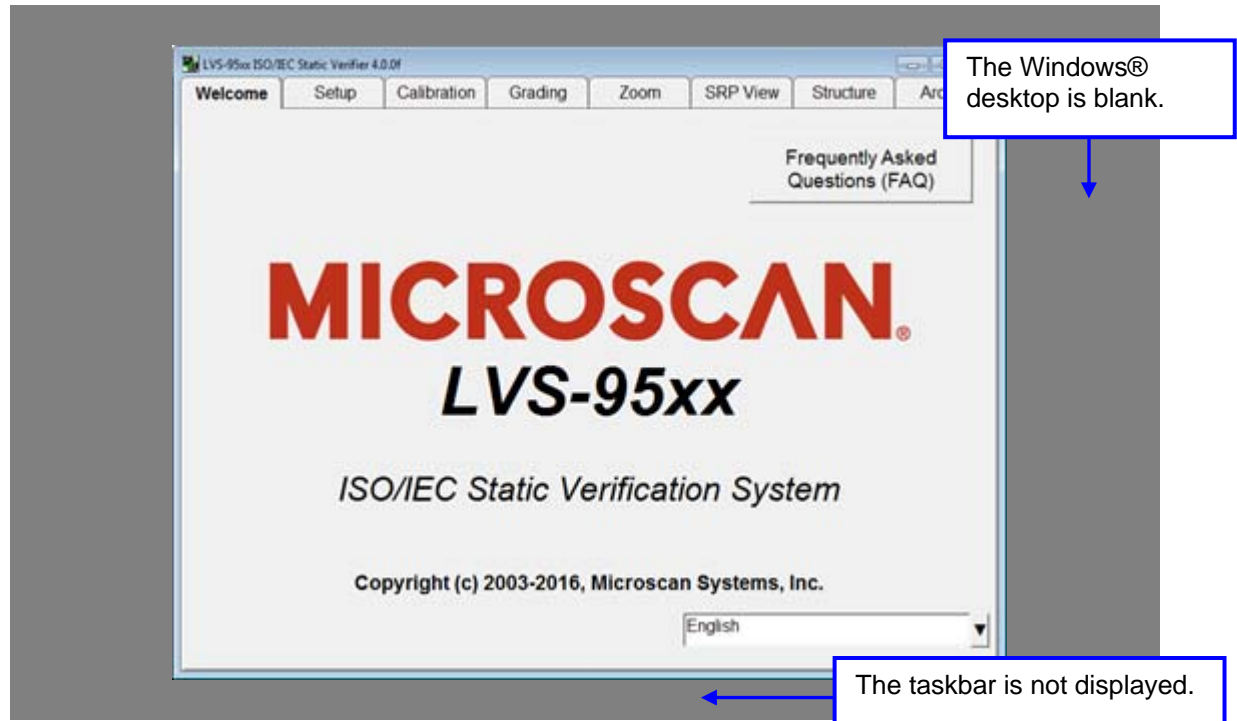 LVS-95xx ISO/IEC Static Verifier 4.0.0f
Welcome Setup Calibration Grading Zoom SRP View Structure
The Windows®
desktop is blank.
Frequently Asked
Questions (FAQ)
MICROSCAN®
LVS-95xx
ISO/IEC Static Verification System
Copyright (c) 2003-2016, Microscan Systems, Inc.
English
The taskbar is not displayed.